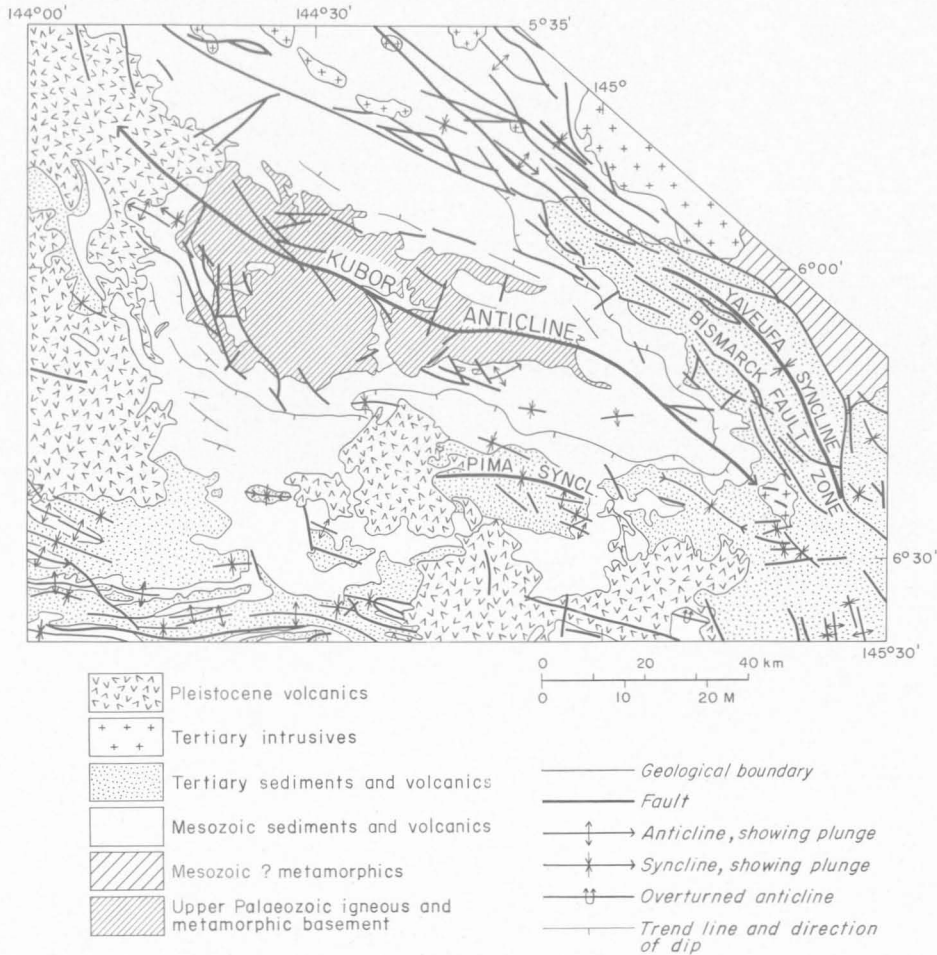 144°00'
144°30'
5°35'
145°
6°00'
KUBOR
ANTICLINE
YAVEUFA SYNCLINE
BISMARCK FAULT ZONE
PIMA SYNCL
6°30'
145°30'
0 20 40 km
0 10 20 M
Pleistocene volcanics
Tertiary intrusives
Tertiary sediments and volcanics
Mesozoic sediments and volcanics
Mesozoic ? metamorphics
Upper Palaeozoic igneous and
metamorphic basement
Geological boundary
Fault
Anticline, showing plunge
Syncline, showing plunge
Overturned anticline
Trend line and direction
of dip